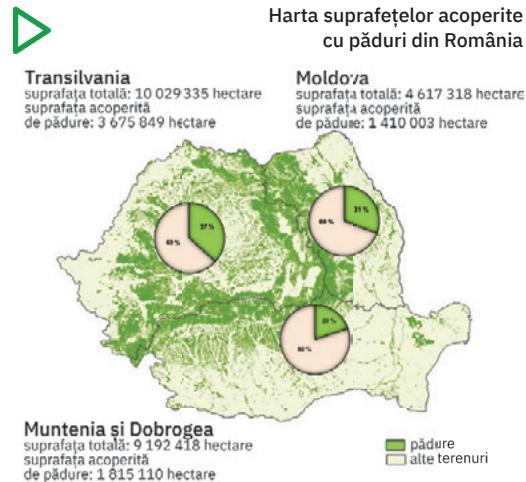 Harta suprafețelor acoperite
cu păduri din România
Transilvania
suprafața totală: 10 029 335 hectare
suprafața acoperită
de pădure: 3 675 849 hectare
Moldova
suprafața totală: 4 617 318 hectare
suprafața acoperită
de pădure: 1 410 003 hectare
37 %
63 %
31 %
69 %
20 %
80 %
Muntenia și Dobrogea
suprafața totală: 9 192 418 hectare
suprafața acoperită
de pădure: 1 815 110 hectare
pădure
alte terenuri